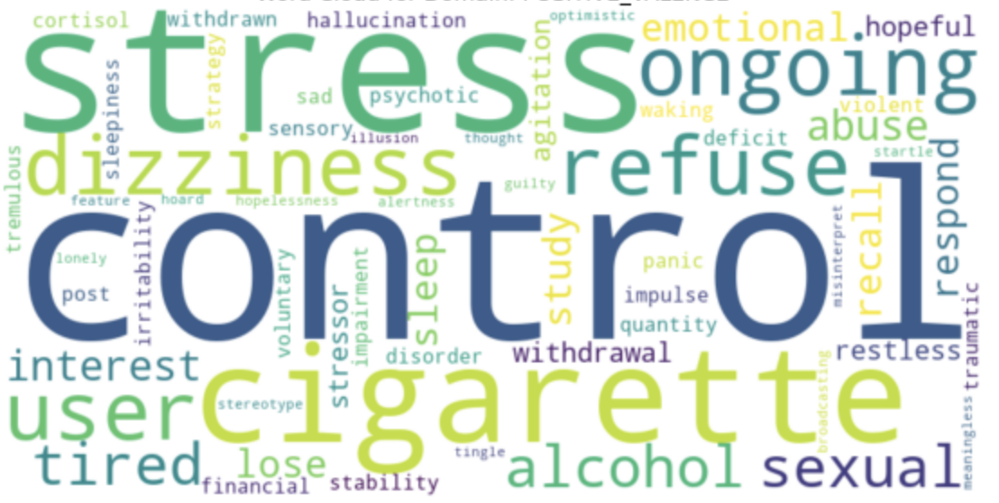 cortisol
withdrawn
hallucination
optimistic
emotional
hopeful
stress
ongoing
sleepiness
strategy
sad
psychotic
agitation
waking
violent
sensory
illusion
thought
deficit
abuse
startle
tremulous
dizziness
refuse
respond
feature
hoard
hopelessness
alertness
guilty
control
lonely
post
irritability
voluntary
impairment
stressor
sleep
study
panic
impulse
quantity
misinterpret
recall
traumatic
interest
disorder
withdrawal
restless
user
cigarette
stereotype
broadcasting
meaningless
tired
lose
financial
stability
tingle
alcohol
sexual